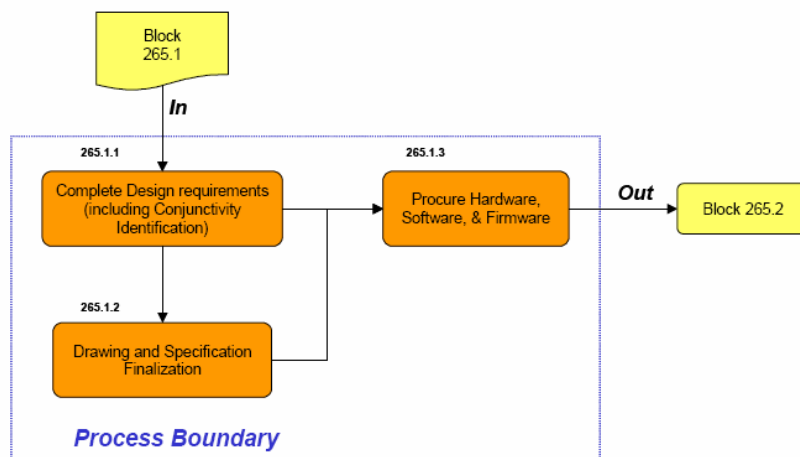 Block
265.1
In
265.1.1
265.1.3
Complete Design requirements
(including Conjunctivity
Identification)
Procure Hardware,
Software, & Firmware
Out
Block 265.2
265.1.2
Drawing and Specification
Finalization
Process Boundary